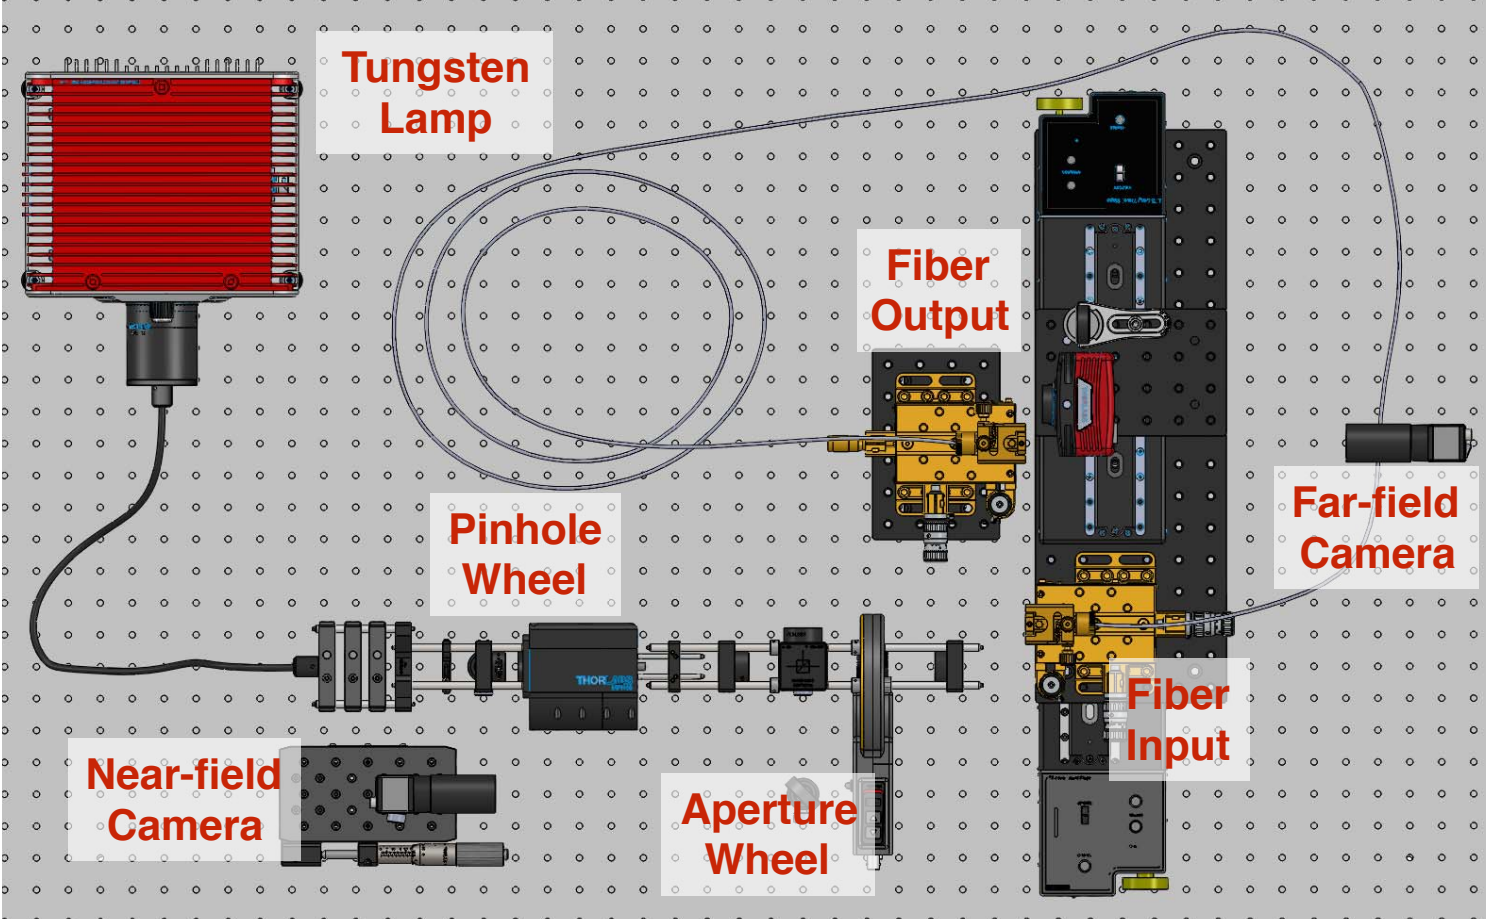 Tungsten
Lamp
Fiber
Output
Pinhole
Wheel
Far-field
Camera
THORLABS
Fiber
Input
Near-field
Camera
Aperture
Wheel